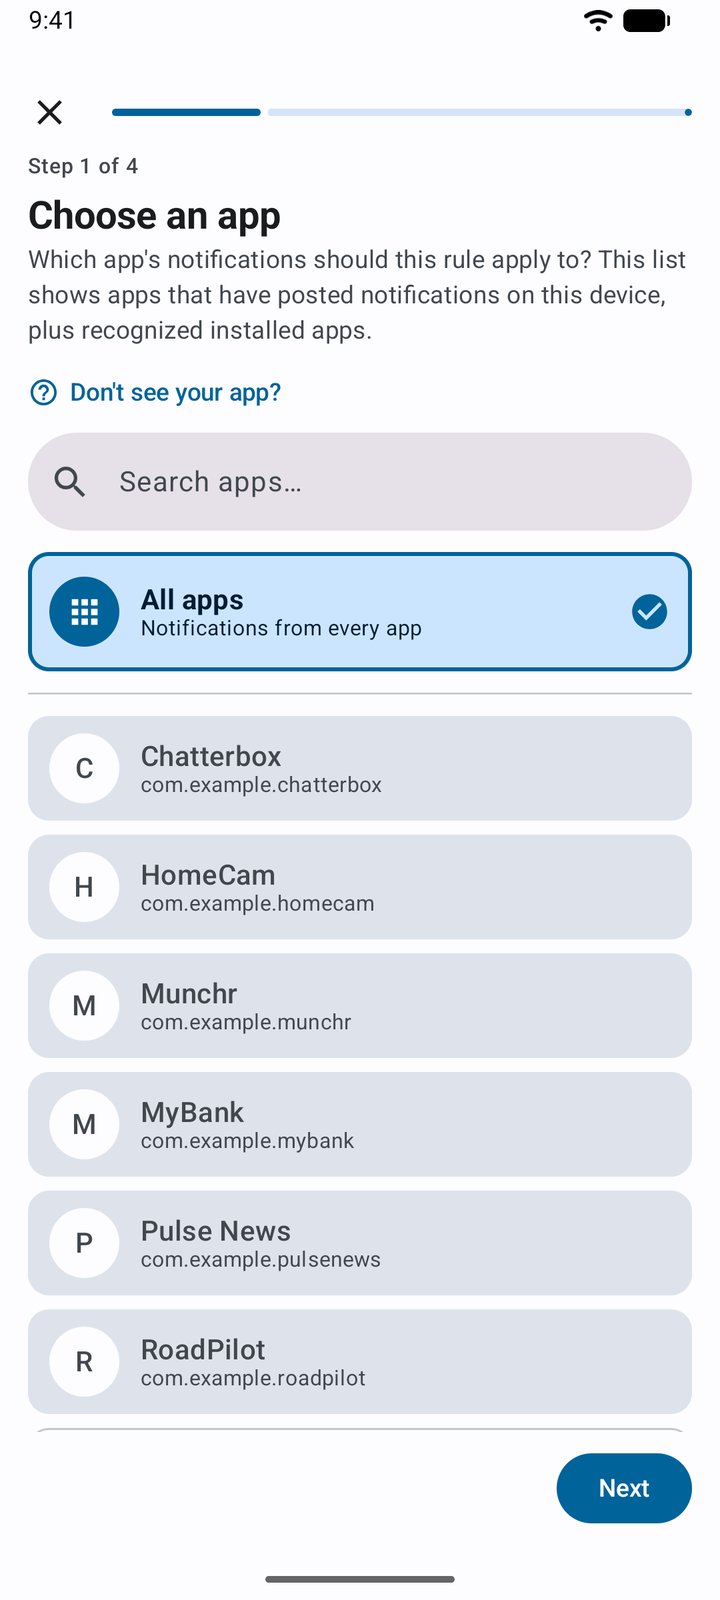 9:41
Step 1 of 4
Choose an app
Which app's notifications should this rule apply to? This list
shows apps that have posted notifications on this device,
plus recognized installed apps.
Don't see your app?
Search apps…
All apps
Notifications from every app
C
Chatterbox
com.example.chatterbox
H
HomeCam
com.example.homecam
M
Munchr
com.example.munchr
M
MyBank
com.example.mybank
P
Pulse News
com.example.pulsenews
R
RoadPilot
com.example.roadpilot
Next